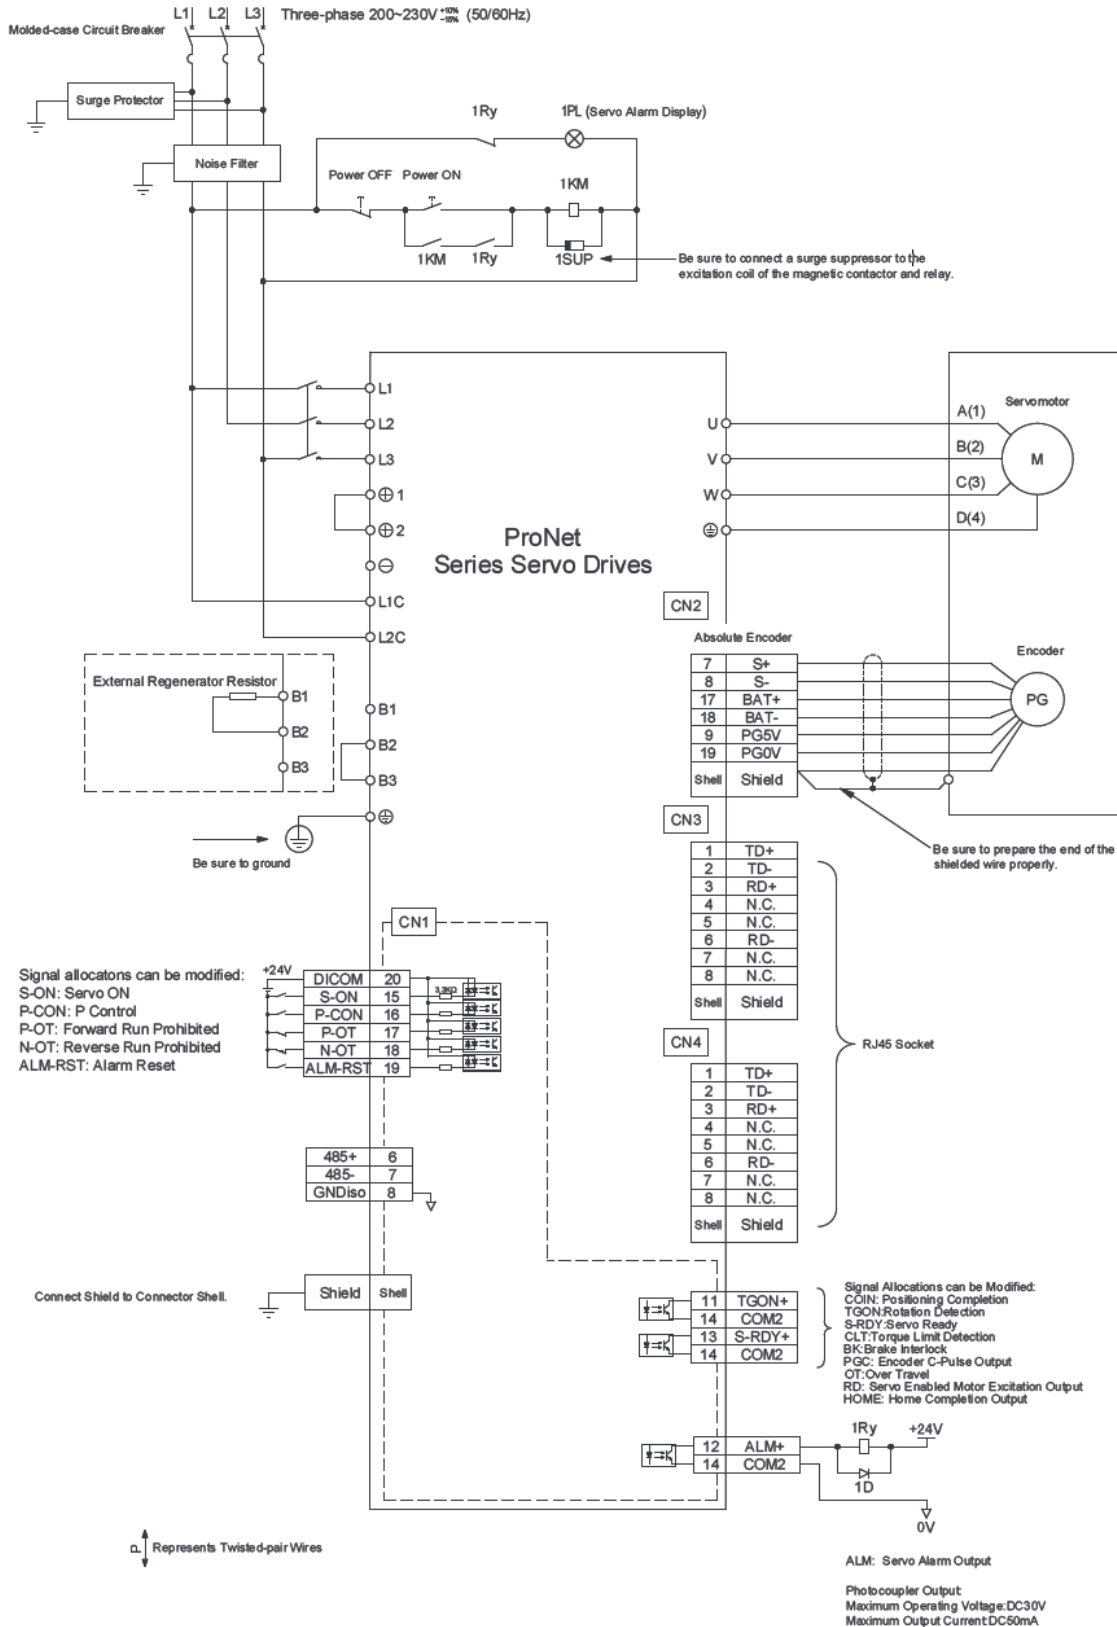 L1 L2 L3 Three-phase 200~230V +10% -15% (50/60Hz)
Molded-case Circuit Breaker
Surge Protector
Noise Filter
1Ry 1PL (Servo Alarm Display)
Power OFF Power ON 1KM
1KM 1Ry 1SUP
Be sure to connect a surge suppressor to the
excitation coil of the magnetic contactor and relay.
L1
L2
L3
1
2
L1C
L2C
U
V
W
A(1)
B(2)
C(3)
D(4)
Servomotor
M
ProNet
Series Servo Drives
External Regenerator Resistor
B1
B2
B3
B1
B2
B3
Be sure to ground
CN2
Absolute Encoder
7 S+
8 S-
17 BAT+
18 BAT-
9 PG5V
19 PG0V
Shell Shield
Encoder
PG
Be sure to prepare the end of the
shielded wire properly.
CN3
1 TD+
2 TD-
3 RD+
4 N.C.
5 N.C.
6 RD-
7 N.C.
8 N.C.
Shell Shield
CN4
1 TD+
2 TD-
3 RD+
4 N.C.
5 N.C.
6 RD-
7 N.C.
8 N.C.
Shell Shield
RJ45 Socket
CN1
Signal allocatons can be modified:
S-ON: Servo ON
P-CON: P Control
P-OT: Forward Run Prohibited
N-OT: Reverse Run Prohibited
ALM-RST: Alarm Reset
+24V
DICOM 20
S-ON 15
P-CON 16
P-OT 17
N-OT 18
ALM-RST 19
3.3KΩ
485+ 6
485- 7
GNDiso 8
Connect Shield to Connector Shell.
Shield Shell
11 TGON+
14 COM2
13 S-RDY+
14 COM2
Signal Allocations can be Modified:
COIN: Positioning Completion
TGON:Rotation Detection
S-RDY:Servo Ready
CLT:Torque Limit Detection
BK:Brake Interlock
PGC: Encoder C-Pulse Output
OT:Over Travel
RD: Servo Enabled Motor Excitation Output
HOME: Home Completion Output
12 ALM+
14 COM2
1Ry +24V
1D
0V
P Represents Twisted-pair Wires
ALM: Servo Alarm Output
Photocoupler Output:
Maximum Operating Voltage:DC30V
Maximum Output Current:DC50mA